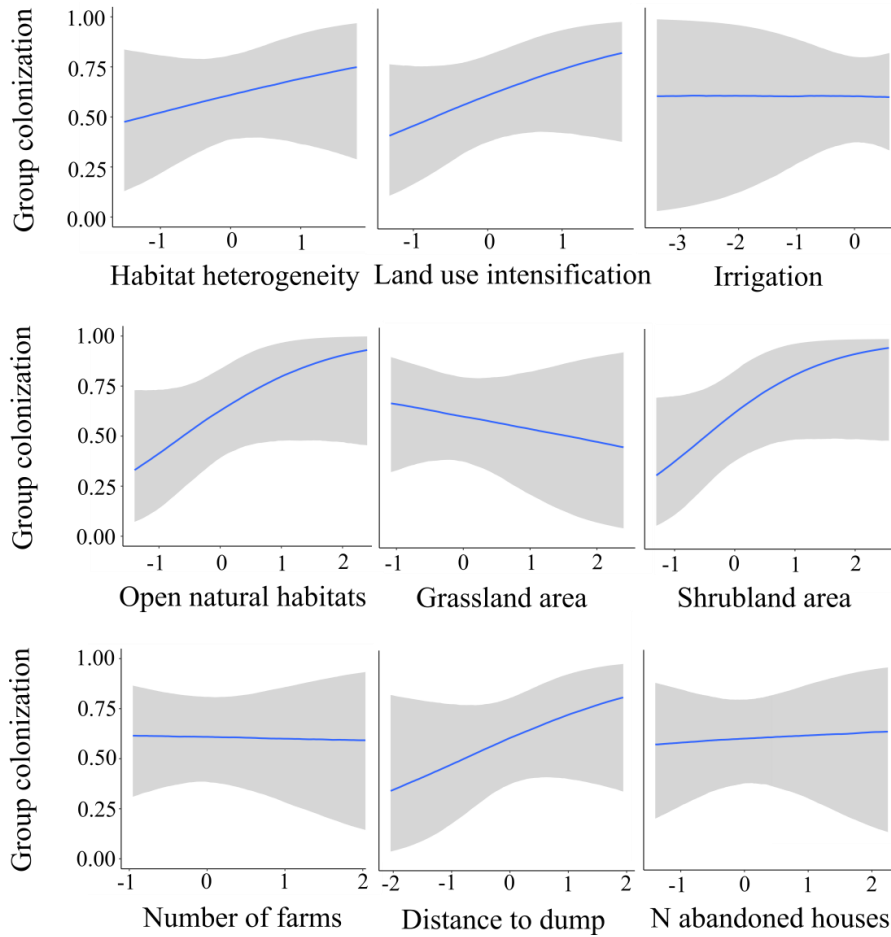 Group colonization
1.00
0.75
0.50
0.25
0.00
-1 0 1
-1 0 1
-3 -2 -1 0
Habitat heterogeneity
Land use intensification
Irrigation
Group colonization
1.00
0.75
0.50
0.25
0.00
-1 0 1 2
-1 0 1 2
-1 0 1 2
Open natural habitats
Grassland area
Shrubland area
Group colonization
1.00
0.75
0.50
0.25
0.00
-1 0 1 2
-2 -1 0 1 2
-1 0 1 2
Number of farms
Distance to dump
N abandoned houses